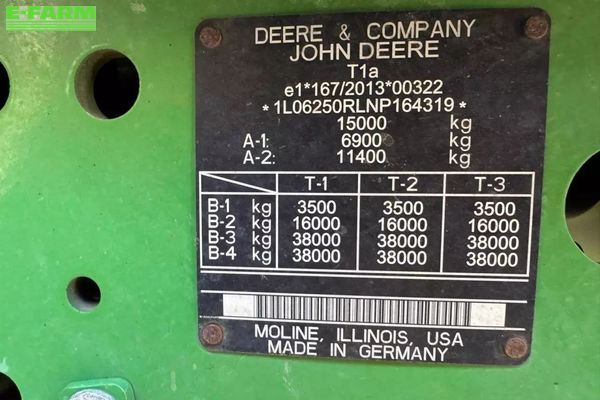 E-FARM
DEERE & COMPANY
JOHN DEERE
T1a
e1*167/2013*00322
*1L06250RLNP164319*
15000 kg
A-1: 6900 kg
A-2: 11400 kg
T-1 T-2 T-3
B-1 kg 3500 3500 3500
B-2 kg 16000 16000 16000
B-3 kg 38000 38000 38000
B-4 kg 38000 38000 38000
MOLINE, ILLINOIS, USA
MADE IN GERMANY